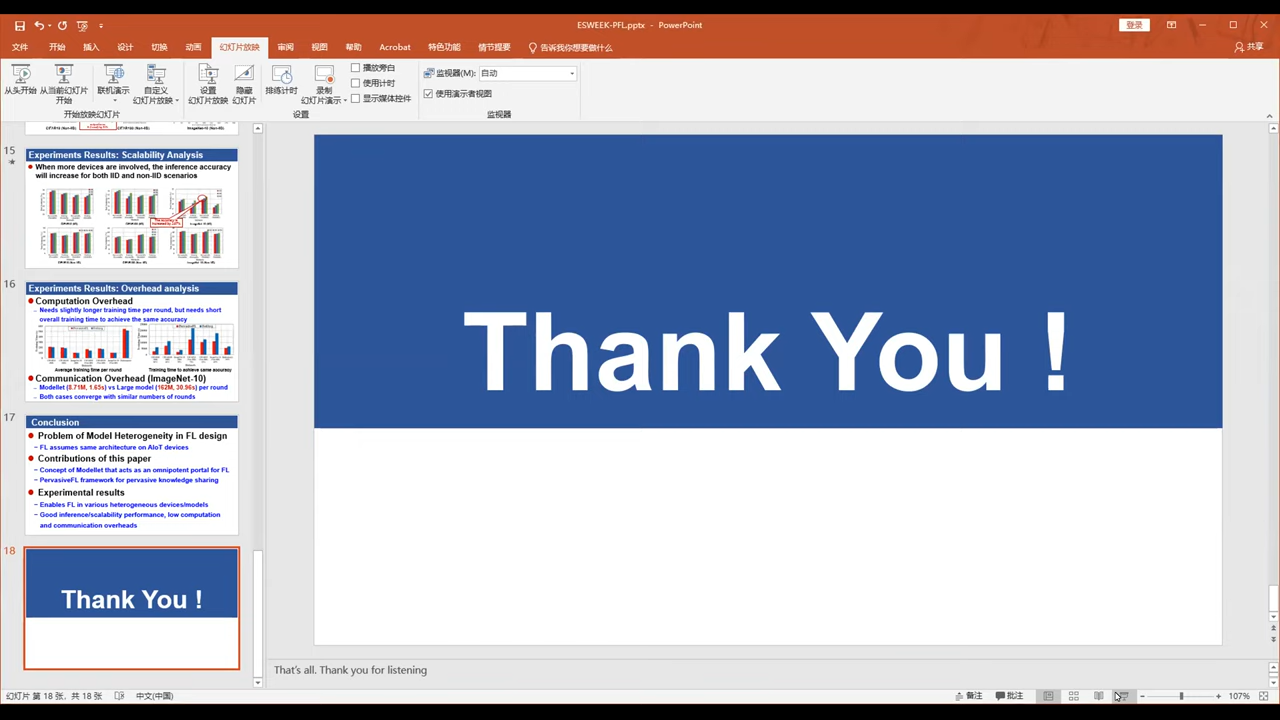 ESWEEK-PFL.pptx - PowerPoint
登录
文件 开始 插入 设计 切换 动画 幻灯片放映 审阅 视图 帮助 Acrobat 特色功能 情节提要 告诉我你想要做什么 共享
从头开始 从当前幻灯片 开始
联机演示 自定义 幻灯片放映
设置 幻灯片放映 隐藏 幻灯片
排练计时 录制 幻灯片演示
播放旁白
使用计时
显示媒体控件
监视器(M): 自动
使用演示者视图
开始放映幻灯片 设置 监视器
15
Experiments Results: Scalability Analysis
When more devices are involved, the inference accuracy
will increase for both IID and non-IID scenarios
16
Experiments Results: Overhead analysis
Computation Overhead
– Needs slightly longer training time per round, but needs short
overall training time to achieve the same accuracy
Average training time per round Training time to achieve same accuracy
Communication Overhead (ImageNet-10)
– Modellet (8.71M, 1.65s) vs Large model (162M, 30.96s) per round
– Both cases converge with similar numbers of rounds
17
Conclusion
Problem of Model Heterogeneity in FL design
– FL assumes same architecture on AIoT devices
Contributions of this paper
– Concept of Modellet that acts as an omnipotent portal for FL
– PervasiveFL framework for pervasive knowledge sharing
Experimental results
– Enables FL in various heterogeneous devices/models
– Good inference/scalability performance, low computation
and communication overheads
18
Thank You !
Thank You !
That's all. Thank you for listening
幻灯片 第 18 张，共 18 张 中文(中国) 备注 批注 107%